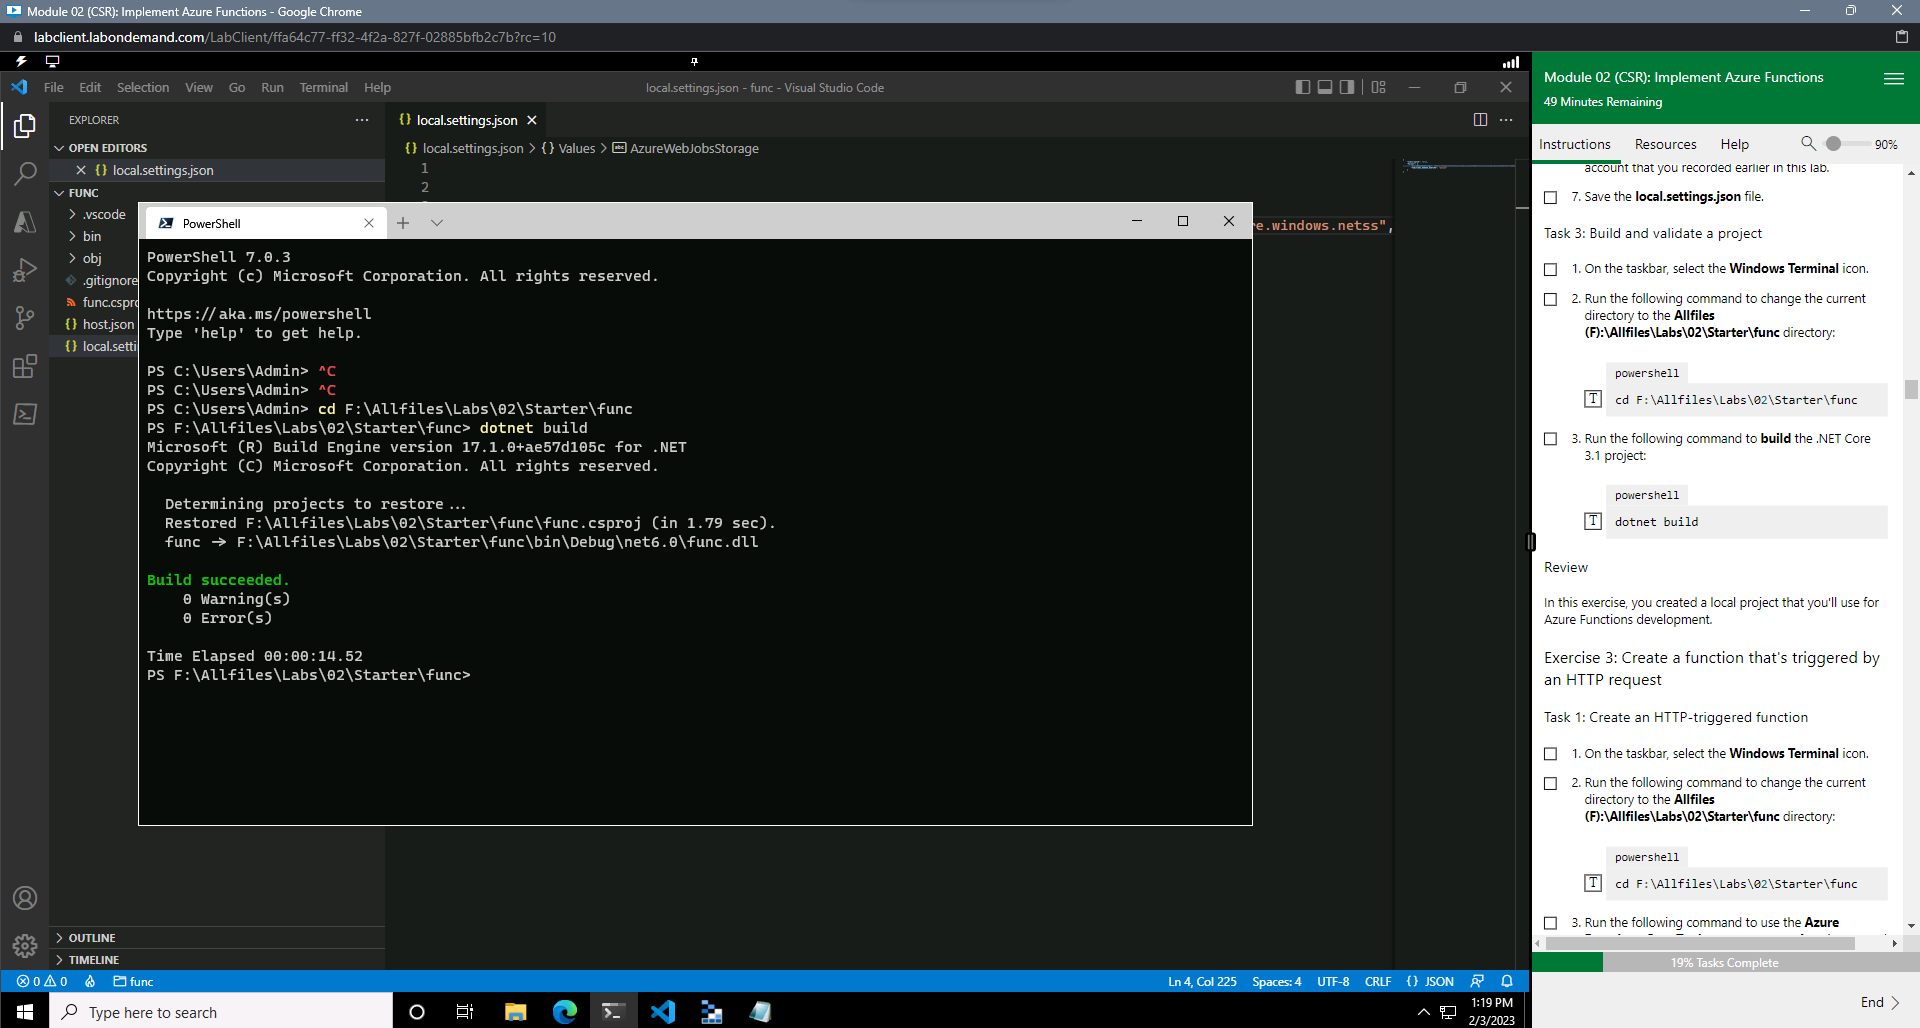 Module 02 (CSR): Implement Azure Functions - Google Chrome
labclient.labondemand.com/LabClient/ffa64c77-ff32-4f2a-827f-02885bfb2c7b?rc=10
File Edit Selection View Go Run Terminal Help
local.settings.json - func - Visual Studio Code
EXPLORER
OPEN EDITORS
{} local.settings.json
FUNC
.vscode
bin
obj
.gitignore
func.cspro
{} host.json
{} local.setti
{} local.settings.json
{} local.settings.json > {} Values > AzureWebJobsStorage
1
2
re.windows.netss",
PowerShell
PowerShell 7.0.3
Copyright (c) Microsoft Corporation. All rights reserved.
https://aka.ms/powershell
Type 'help' to get help.
PS C:\Users\Admin> ^C
PS C:\Users\Admin> ^C
PS C:\Users\Admin> cd F:\Allfiles\Labs\02\Starter\func
PS F:\Allfiles\Labs\02\Starter\func> dotnet build
Microsoft (R) Build Engine version 17.1.0+ae57d105c for .NET
Copyright (C) Microsoft Corporation. All rights reserved.
Determining projects to restore...
Restored F:\Allfiles\Labs\02\Starter\func\func.csproj (in 1.79 sec).
func -> F:\Allfiles\Labs\02\Starter\func\bin\Debug\net6.0\func.dll
Build succeeded.
0 Warning(s)
0 Error(s)
Time Elapsed 00:00:14.52
PS F:\Allfiles\Labs\02\Starter\func>
OUTLINE
TIMELINE
0 0 func
Ln 4, Col 225 Spaces: 4 UTF-8 CRLF {} JSON
Type here to search
1:19 PM
2/3/2023
Module 02 (CSR): Implement Azure Functions
49 Minutes Remaining
Instructions Resources Help 90%
account that you recorded earlier in this lab.
7. Save the local.settings.json file.
Task 3: Build and validate a project
1. On the taskbar, select the Windows Terminal icon.
2. Run the following command to change the current
directory to the Allfiles
(F):\Allfiles\Labs\02\Starter\func directory:
powershell
T cd F:\Allfiles\Labs\02\Starter\func
3. Run the following command to build the .NET Core
3.1 project:
powershell
T dotnet build
Review
In this exercise, you created a local project that you'll use for
Azure Functions development.
Exercise 3: Create a function that's triggered by
an HTTP request
Task 1: Create an HTTP-triggered function
1. On the taskbar, select the Windows Terminal icon.
2. Run the following command to change the current
directory to the Allfiles
(F):\Allfiles\Labs\02\Starter\func directory:
powershell
T cd F:\Allfiles\Labs\02\Starter\func
3. Run the following command to use the Azure
19% Tasks Complete
End >